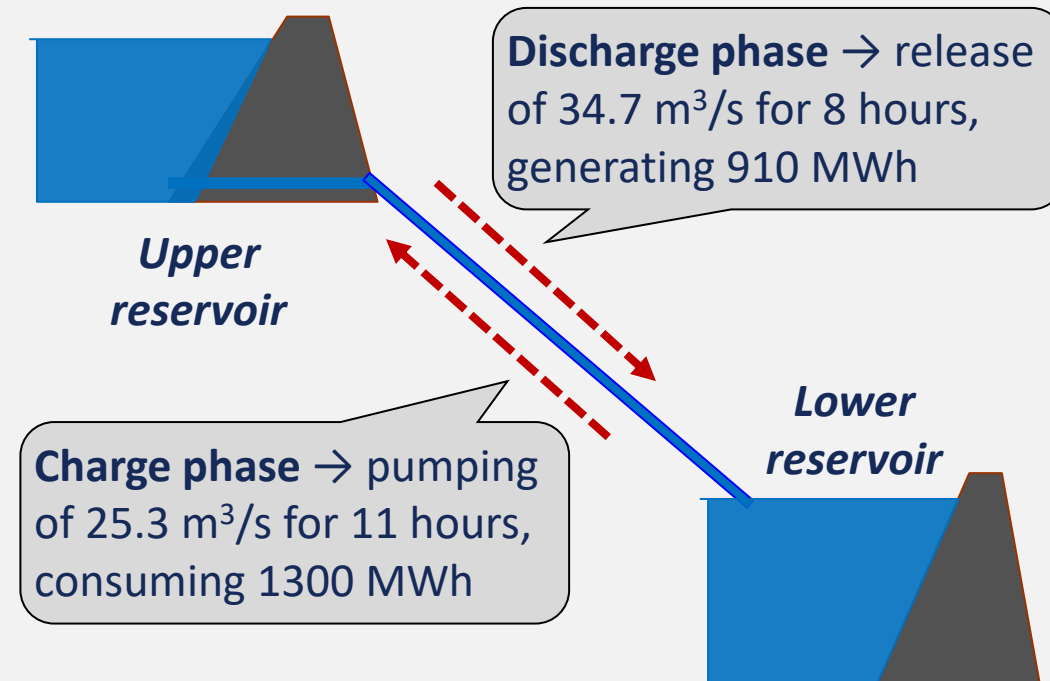 Discharge phase → release
of 34.7 m³/s for 8 hours,
generating 910 MWh
Upper
reservoir
Lower
reservoir
Charge phase → pumping
of 25.3 m³/s for 11 hours,
consuming 1300 MWh